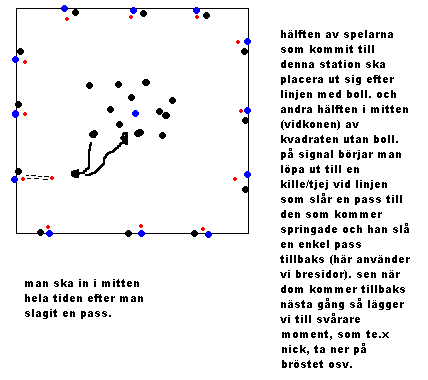 hälften av spelarna
som kommit till
denna station ska
placera ut sig efter
linjen med boll. och
andra hälften i mitten
(vidkonen) av
kvadraten utan boll.
på signal börjar man
löpa ut till en
kille/tjej vid linjen
som slår en pass till
den som kommer
springade och han slå
en enkel pass
tillbaks (här använder
vi bresidor). sen när
dom kommer tillbaks
nästa gång så lägger
vi till svårare
moment, som te.x
nick, ta ner på
bröstet osv.
man ska in i mitten
hela tiden efter man
slagit en pass.